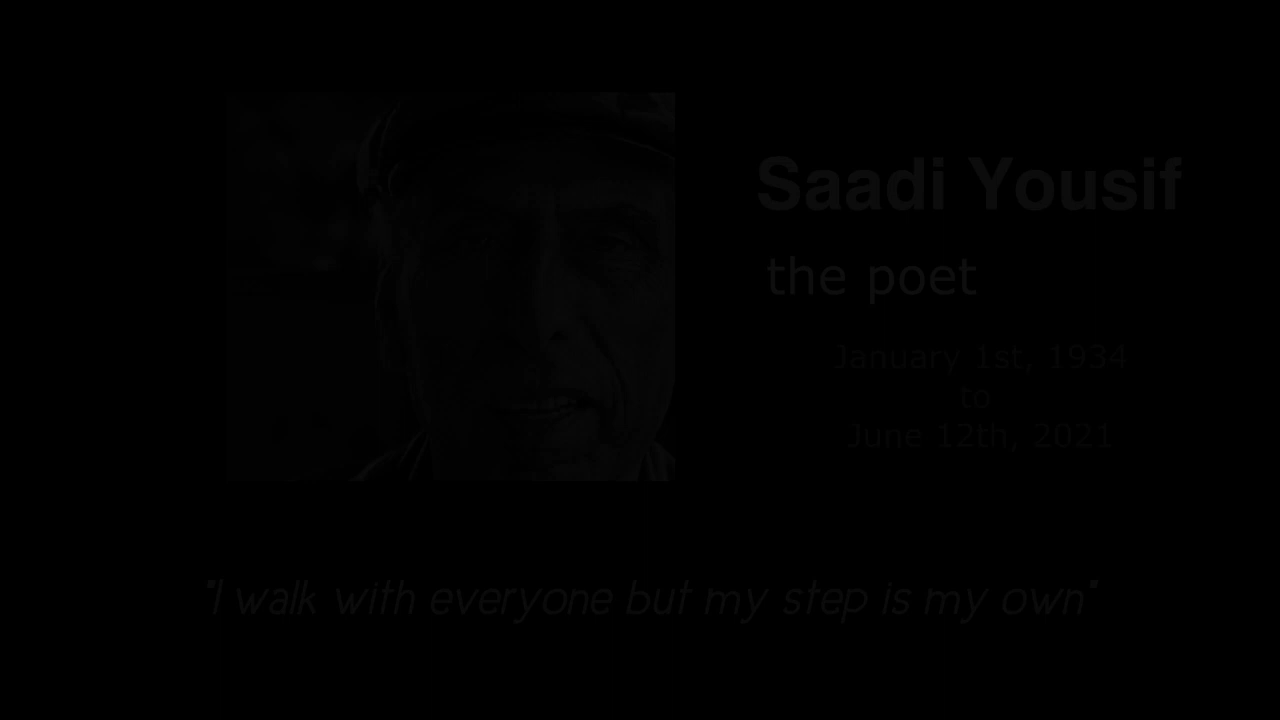 Saadi Yousif
the poet
January 1st, 1934
to
June 12th, 2021
"I walk with everyone but my step is my own"